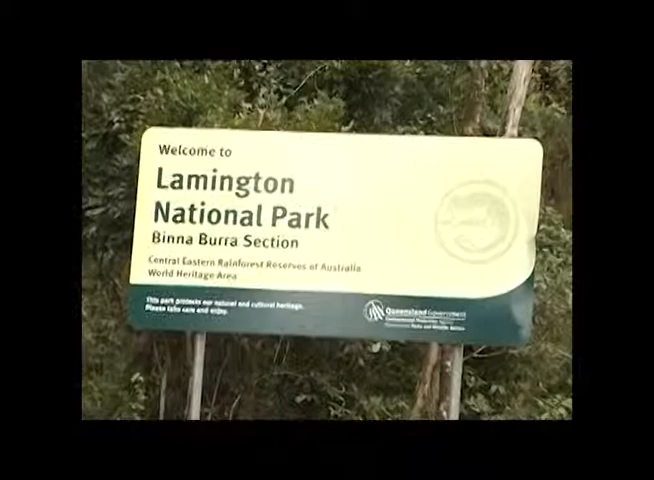 Welcome to
Lamington
National Park
Binna Burra Section
Central Eastern Rainforest Reserves of Australia
World Heritage Area
This park protects our natural and cultural heritage.
Please take care and enjoy.
Queensland Government